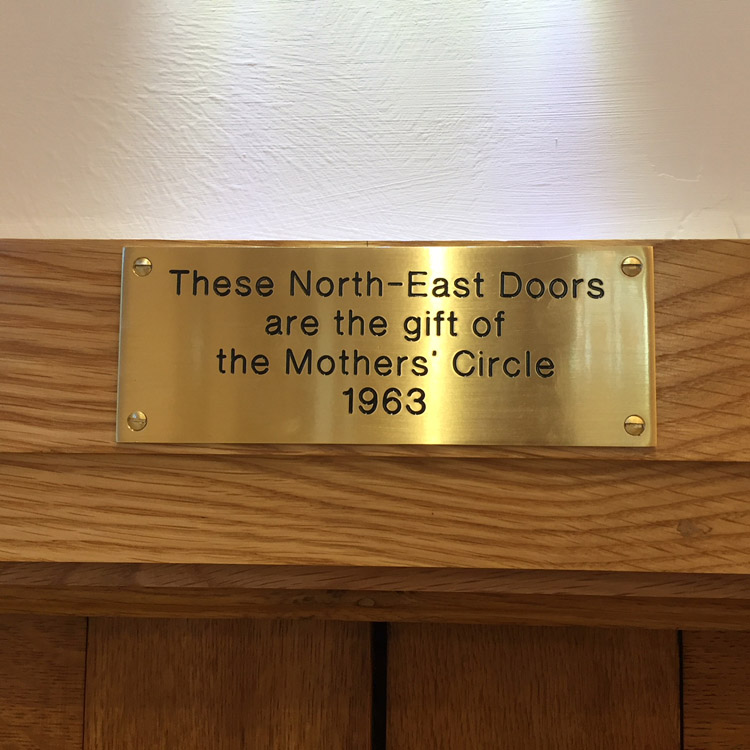 These North-East Doors
are the gift of
the Mothers' Circle
1963